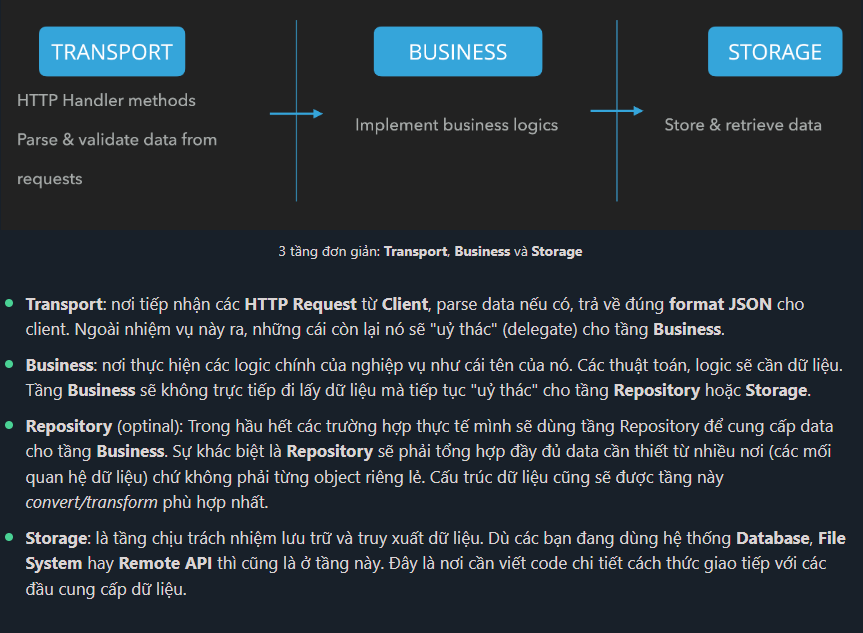 TRANSPORT
BUSINESS
STORAGE
HTTP Handler methods
Parse & validate data from
requests
Implement business logics
Store & retrieve data
3 tầng đơn giản: Transport, Business và Storage
Transport: nơi tiếp nhận các HTTP Request từ Client, parse data nếu có, trả về đúng format JSON cho
client. Ngoài nhiệm vụ này ra, những cái còn lại nó sẽ "uỷ thác" (delegate) cho tầng Business.
Business: nơi thực hiện các logic chính của nghiệp vụ như cái tên của nó. Các thuật toán, logic sẽ cần dữ liệu.
Tầng Business sẽ không trực tiếp đi lấy dữ liệu mà tiếp tục "uỷ thác" cho tầng Repository hoặc Storage.
Repository (optinal): Trong hầu hết các trường hợp thực tế mình sẽ dùng tầng Repository để cung cấp data
cho tầng Business. Sự khác biệt là Repository sẽ phải tổng hợp đầy đủ data cần thiết từ nhiều nơi (các mối
quan hệ dữ liệu) chứ không phải từng object riêng lẻ. Cấu trúc dữ liệu cũng sẽ được tầng này
convert/transform phù hợp nhất.
Storage: là tầng chịu trách nhiệm lưu trữ và truy xuất dữ liệu. Dù các bạn đang dùng hệ thống Database, File
System hay Remote API thì cũng là ở tầng này. Đây là nơi cần viết code chi tiết cách thức giao tiếp với các
đầu cung cấp dữ liệu.